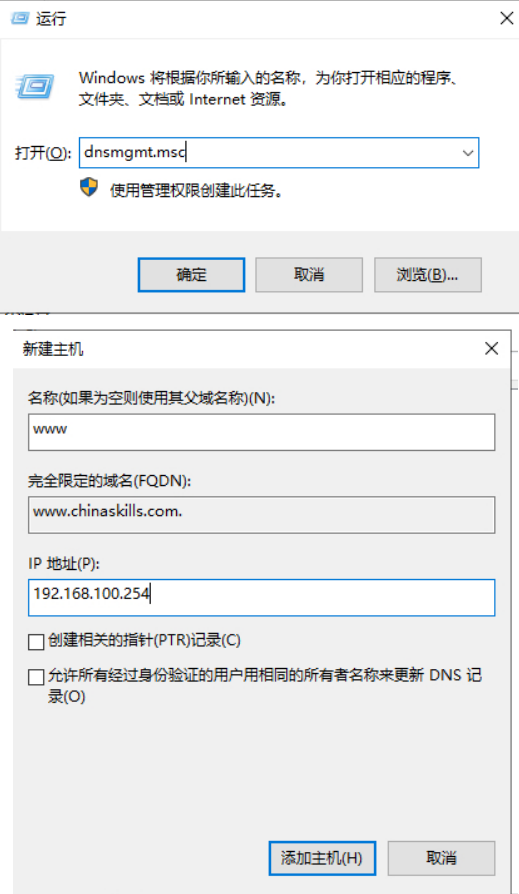 运行
Windows 将根据你所输入的名称，为你打开相应的程序、
文件夹、文档或 Internet 资源。
打开(O): dnsmgmt.msc
使用管理权限创建此任务。
确定 取消 浏览(B)...
新建主机
名称(如果为空则使用其父域名称)(N):
www
完全限定的域名(FQDN):
www.chinaskills.com.
IP 地址(P):
192.168.100.254
创建相关的指针(PTR)记录(C)
允许所有经过身份验证的用户用相同的所有者名称来更新 DNS 记
录(O)
添加主机(H) 取消